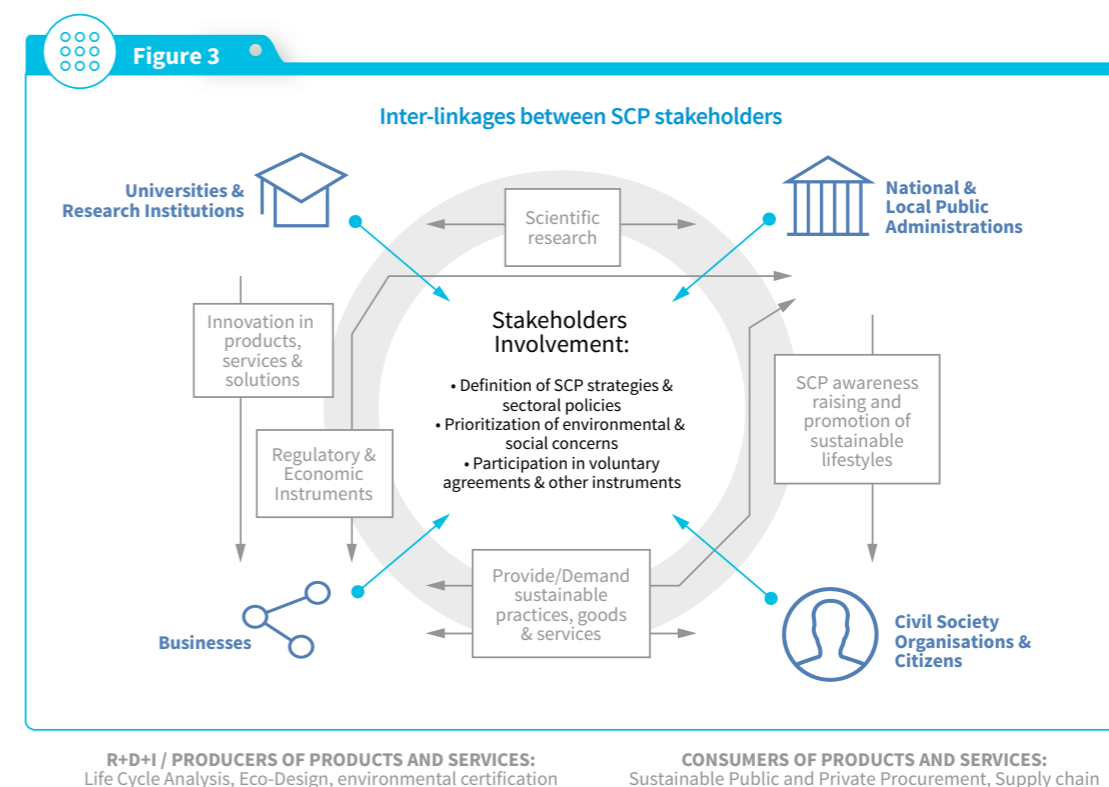 Figure 3
Inter-linkages between SCP stakeholders
Universities &
Research Institutions
National &
Local Public
Administrations
Scientific
research
Innovation in
products,
services &
solutions
Stakeholders
Involvement:
• Definition of SCP strategies &
sectoral policies
• Prioritization of environmental &
social concerns
• Participation in voluntary
agreements & other instruments
SCP awareness
raising and
promotion of
sustainable
lifestyles
Regulatory &
Economic
Instruments
Provide/Demand
sustainable
practices, goods
& services
Businesses
Civil Society
Organisations &
Citizens
R+D+I / PRODUCERS OF PRODUCTS AND SERVICES:
Life Cycle Analysis, Eco-Design, environmental certification
CONSUMERS OF PRODUCTS AND SERVICES:
Sustainable Public and Private Procurement, Supply chain